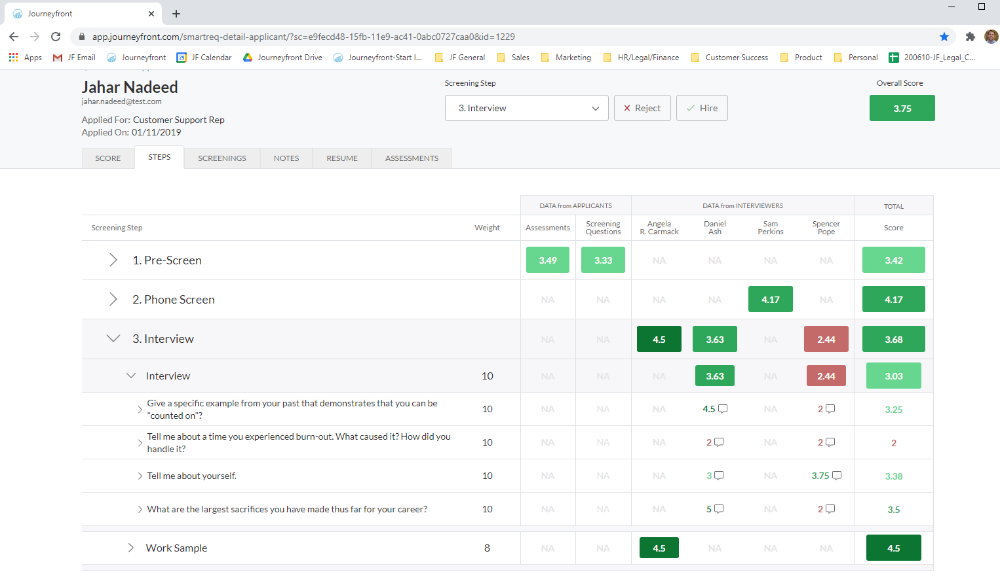 Journeyfront
app.journeyfront.com/smartreq-detail-applicant/?sc=e9fecd48-15fb-11e9-ac41-0abc0727caa0&id=1229
Apps JF Email Journeyfront 29 JF Calendar Journeyfront Drive Journeyfront-Start I... JF General Sales Marketing HR/Legal/Finance Customer Success Product Personal 200610-JF_Legal_C...
Jahar Nadeed
jahar.nadeed@test.com
Applied For: Customer Support Rep
Applied On: 01/11/2019
Screening Step
3. Interview Reject Hire
Overall Score
3.75
SCORE STEPS SCREENINGS NOTES RESUME ASSESSMENTS
DATA from APPLICANTS DATA from INTERVIEWERS TOTAL
Screening Step Weight Assessments Screening Questions Angela R. Carmack Daniel Ash Sam Perkins Spencer Pope Score
1. Pre-Screen 3.49 3.33 NA NA NA NA 3.42
2. Phone Screen NA NA NA NA 4.17 NA 4.17
3. Interview NA NA 4.5 3.63 NA 2.44 3.68
Interview 10 NA NA NA 3.63 NA 2.44 3.03
Give a specific example from your past that demonstrates that you can be
"counted on"?
10 NA NA NA 4.5 NA 2 3.25
Tell me about a time you experienced burn-out. What caused it? How did you
handle it?
10 NA NA NA 2 NA 2 2
Tell me about yourself. 10 NA NA NA 3 NA 3.75 3.38
What are the largest sacrifices you have made thus far for your career? 10 NA NA NA 5 NA 2 3.5
Work Sample 8 NA NA 4.5 NA NA NA 4.5